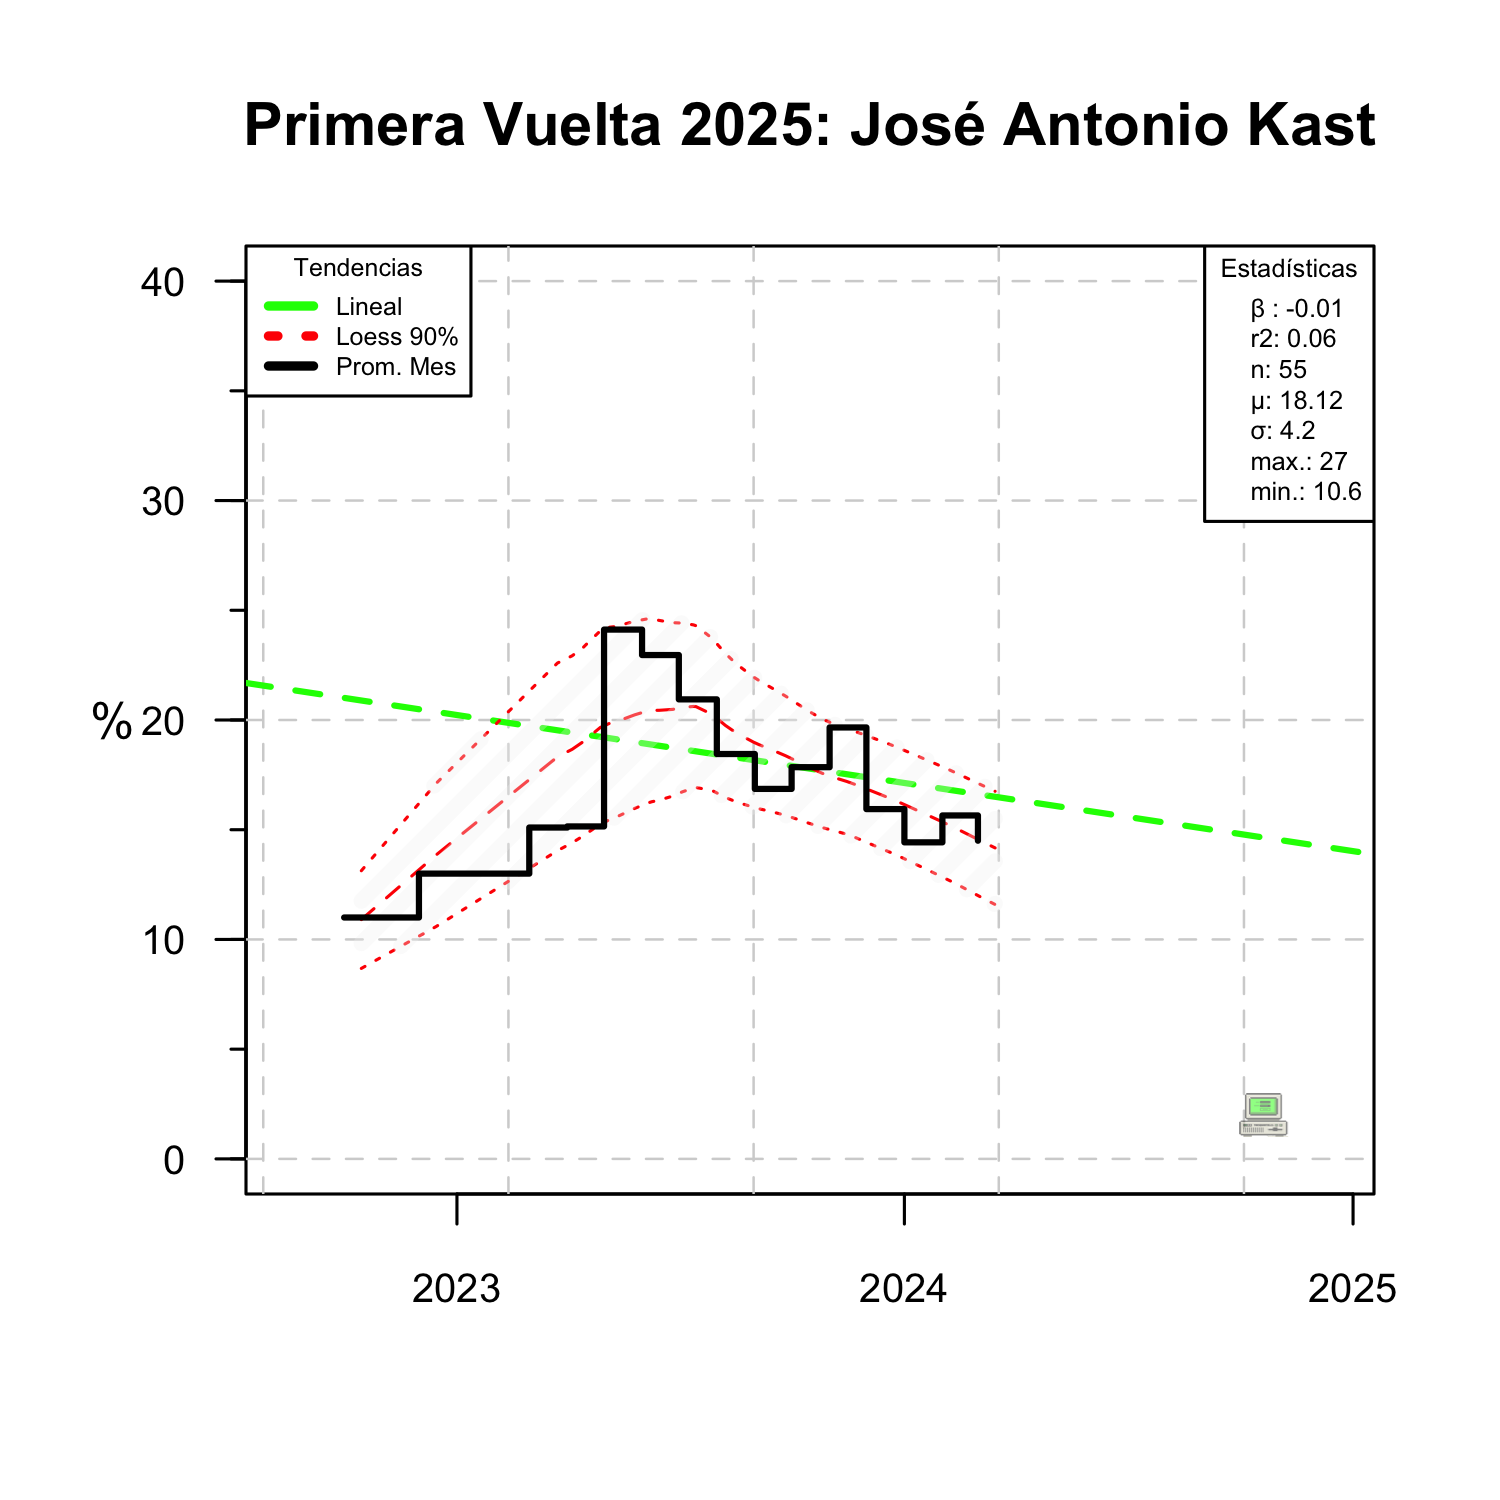 Primera Vuelta 2025: José Antonio Kast
Tendencias
Lineal
Loess 90%
Prom. Mes
Estadísticas
β : -0.01
r2: 0.06
n: 55
μ: 18.12
σ: 4.2
max.: 27
min.: 10.6
40
30
% 20
10
0
2023 2024 2025